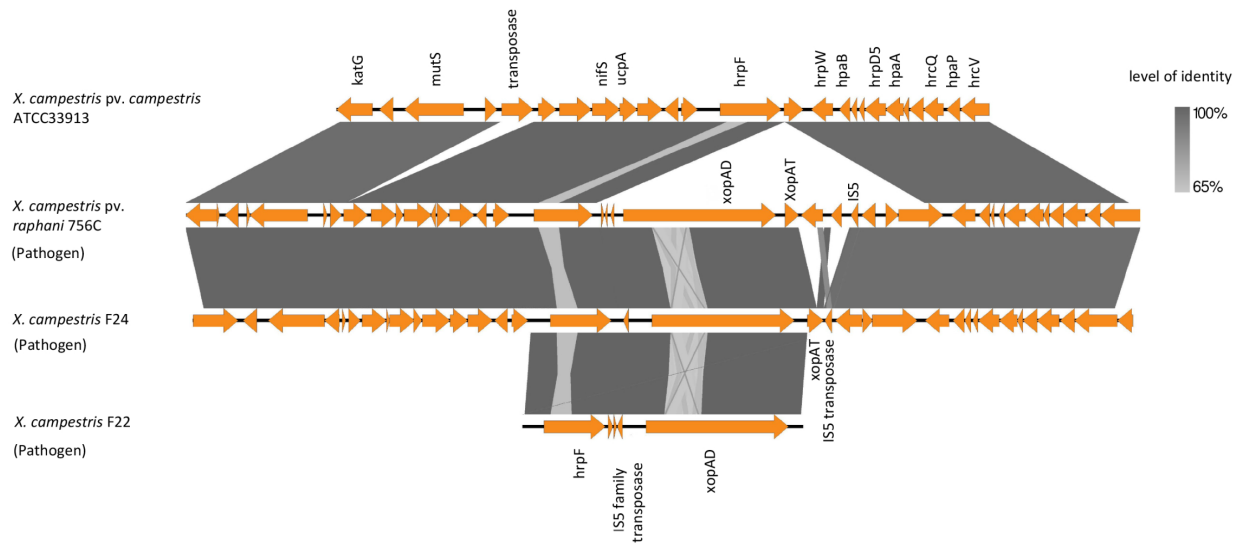 katG
mutS
transposase
nifS
ucpA
hrpF
hrpW
hpaB
hrpD5
hpaA
hrcQ
hpaP
hrcV
level of identity
100%
65%
X. campestris pv. campestris
ATCC33913
xopAD
XopAT
IS5
X. campestris pv.
raphani 756C
(Pathogen)
X. campestris F24
(Pathogen)
xopAT
IS5 transposase
X. campestris F22
(Pathogen)
hrpF
IS5 family
transposase
xopAD